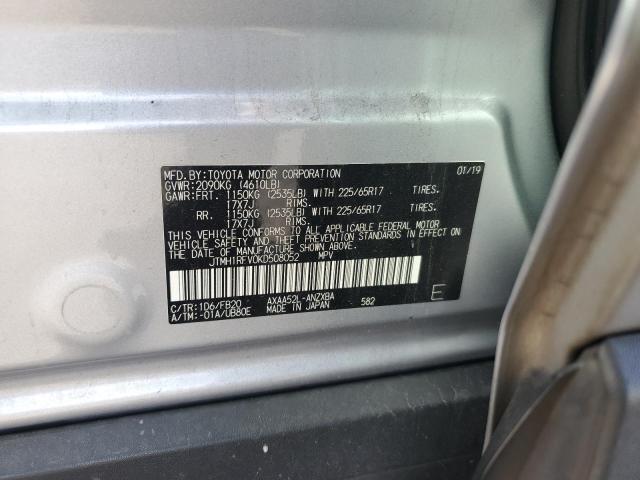 MFD.BY:TOYOTA MOTOR CORPORATION 01/19
GVWR:2090KG (4610LB)
GAWR:FRT. 1150KG (2535LB) WITH 225/65R17 TIRES.
17X7J RIMS.
RR. 1150KG (2535LB) WITH 225/65R17 TIRES.
17X7J RIMS.
THIS VEHICLE CONFORMS TO ALL APPLICABLE FEDERAL MOTOR
VEHICLE SAFETY AND THEFT PREVENTION STANDARDS IN EFFECT ON
THE DATE OF MANUFACTURE SHOWN ABOVE.
JTMH1RFV0KD508052 MPV
C/TR:1D6/FB20 AXAA52L-ANZXBA 582 E
A/TM:-01A/UB80E MADE IN JAPAN